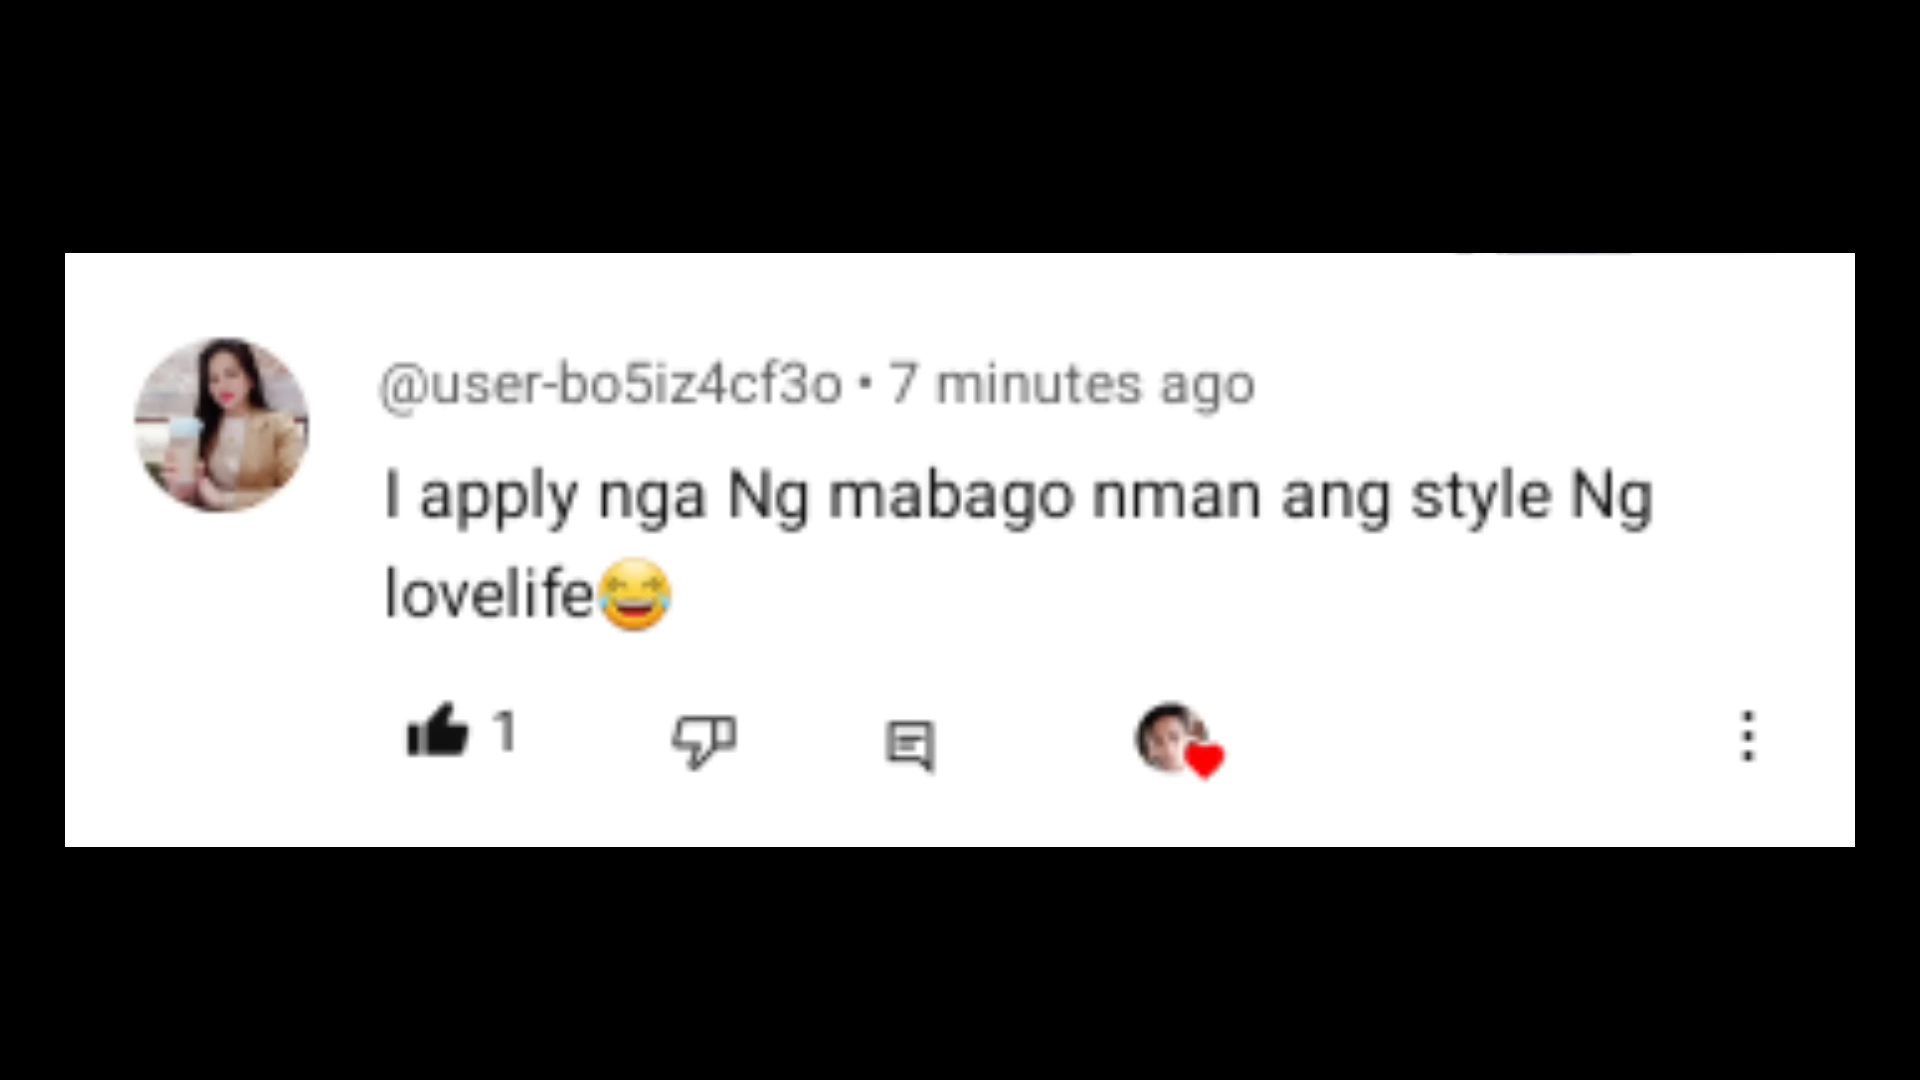 @user-bo5iz4cf3o • 7 minutes ago
I apply nga Ng mabago nman ang style Ng
lovelife😂
1